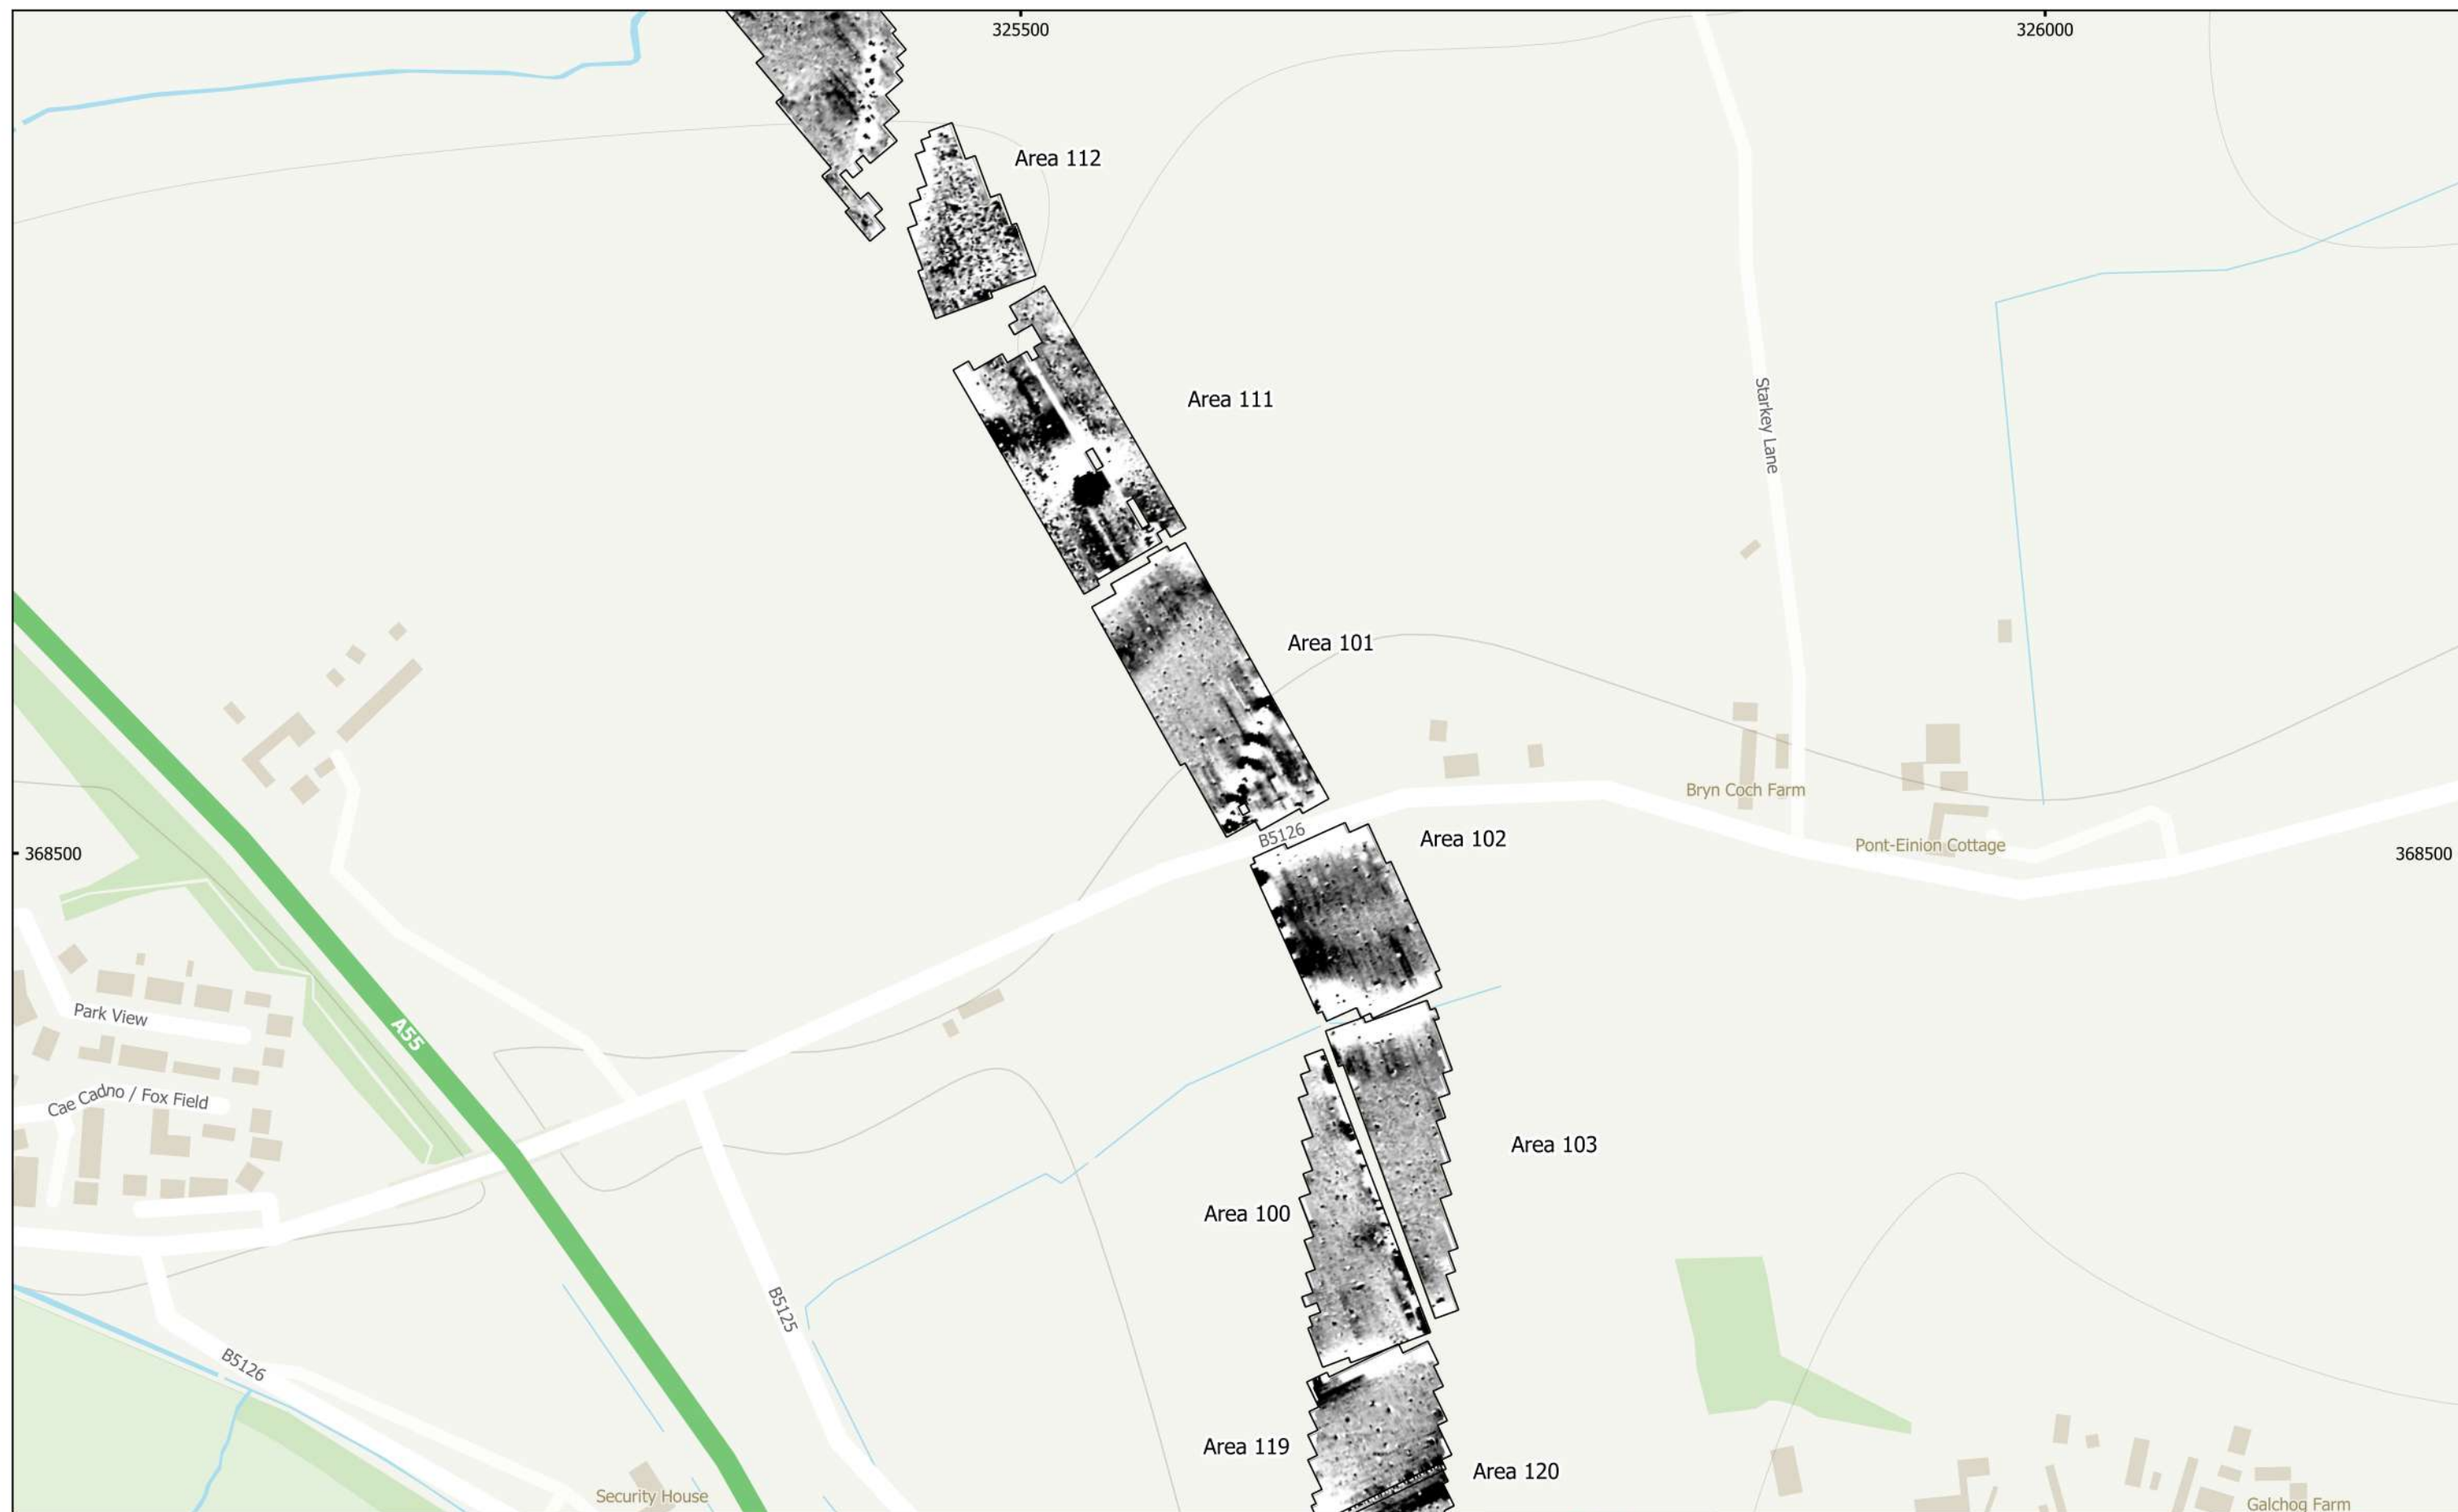 325500
326000
Area 112
Area 111
Starkey Lane
Area 101
Bryn Coch Farm
B5126
Area 102
Pont-Einion Cottage
368500
368500
Park View
A55
Cae Cadno / Fox Field
Area 103
Area 100
B5125
B5126
Area 119
Area 120
Security House
Galchog Farm